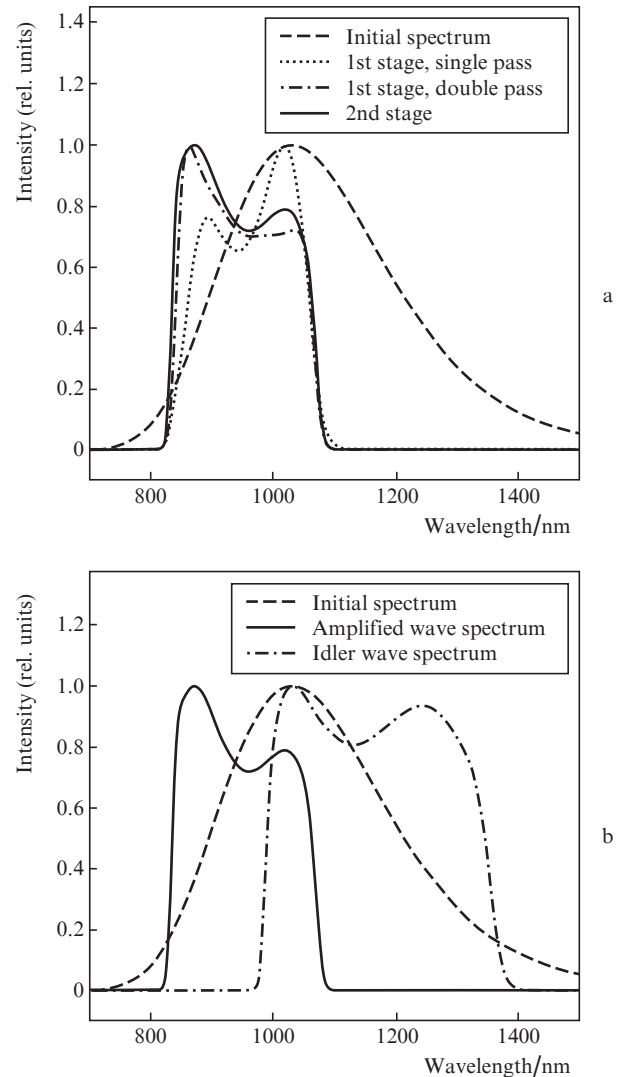 Intensity (rel. units)
1.4
1.2
1.0
0.8
0.6
0.4
0.2
0
Initial spectrum
1st stage, single pass
1st stage, double pass
2nd stage
a
800
1000
1200
1400
Wavelength/nm
Intensity (rel. units)
1.2
1.0
0.8
0.6
0.4
0.2
0
Initial spectrum
Amplified wave spectrum
Idler wave spectrum
b
800
1000
1200
1400
Wavelength/nm